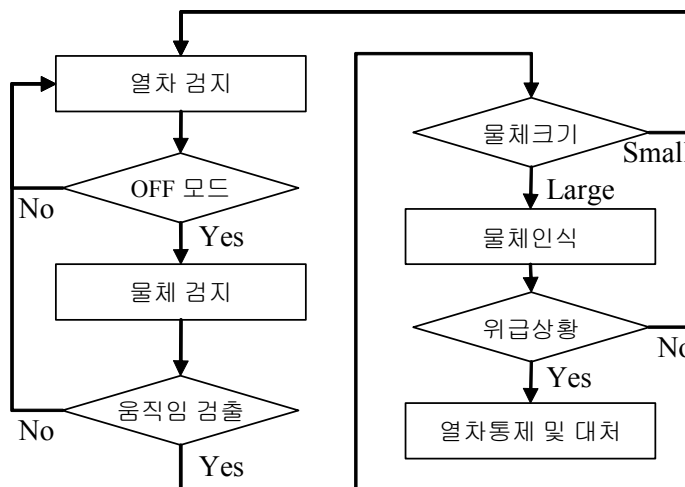 열차 검지
OFF 모드
No
Yes
물체 검지
움직임 검출
No
Yes
물체크기
Small
Large
물체인식
위급상황
No
Yes
열차통제 및 대처